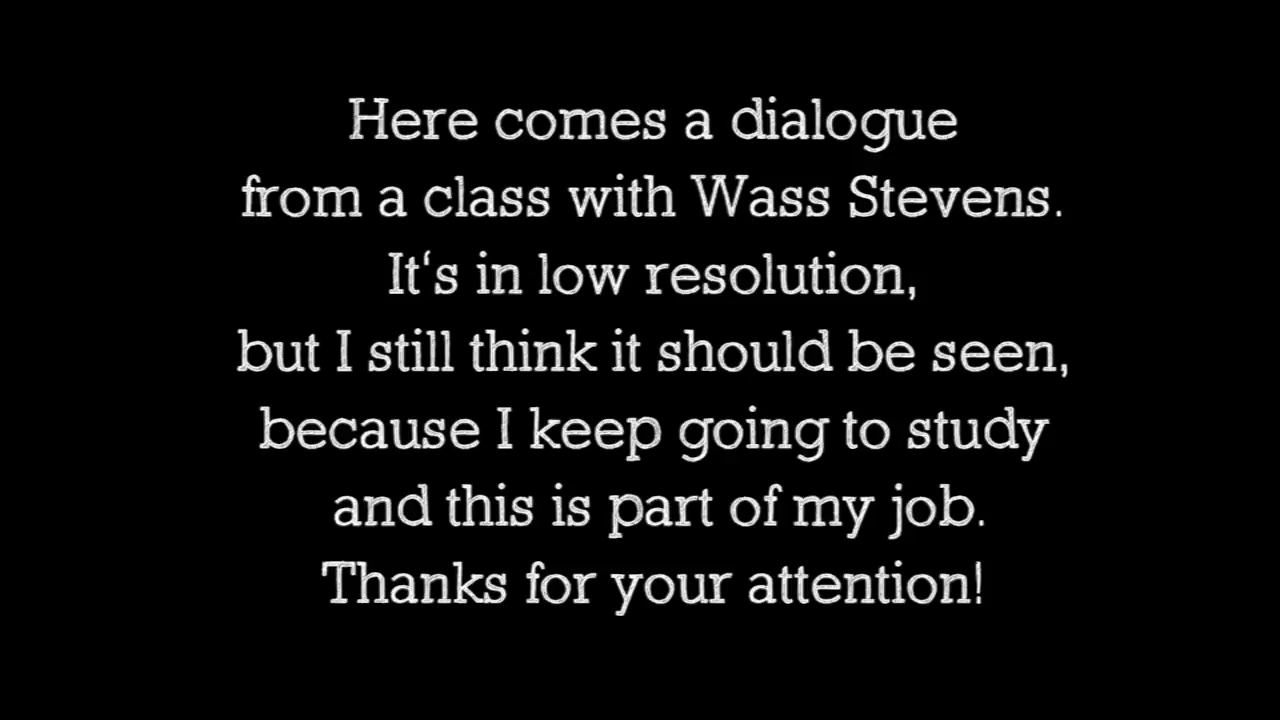 Here comes a dialogue
from a class with Wass Stevens.
It‘s in low resolution,
but I still think it should be seen,
because I keep going to study
and this is part of my job.
Thanks for your attention!